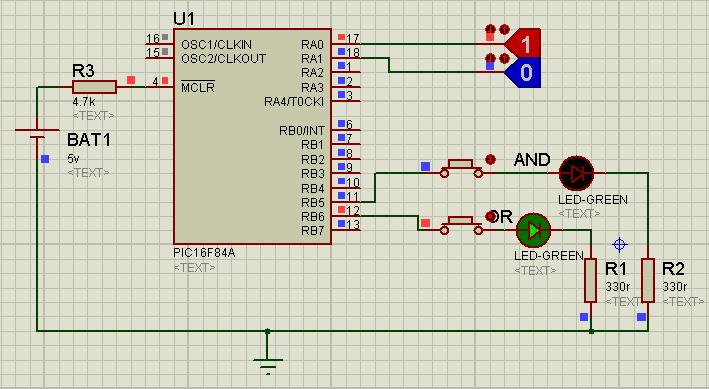 U1
16 OSC1/CLKIN RA0 17
15 OSC2/CLKOUT RA1 18
RA2 1
4 MCLR RA3 2
RA4/T0CKI 3
RB0/INT 6
RB1 7
RB2 8
RB3 9
RB4 10
RB5 11
RB6 12
RB7 13
PIC16F84A
<TEXT>
1
0
R3
4.7k
<TEXT>
BAT1
5v
<TEXT>
AND
LED-GREEN
<TEXT>
OR
LED-GREEN
<TEXT>
R1
330r
<TEXT
R2
330r
<TEXT>